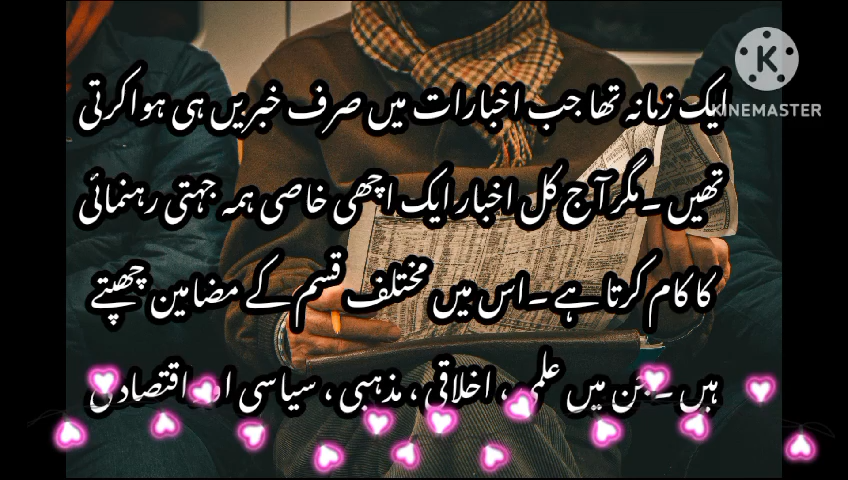 KINEMASTER
ایک زمانہ تھا جب اخبارات میں صرف خبریں ہی ہوا کرتی
تھیں ۔ مگر آج کل اخبار ایک اچھی خاصی ہمہ جہتی رہنمائی
کا کام کرتا ہے ۔ اس میں مختلف قسم کے مضامین چھپتے
ہیں ۔ جن میں علمی ، اخلاقی ، مذہبی ، سیاسی اور اقتصادی